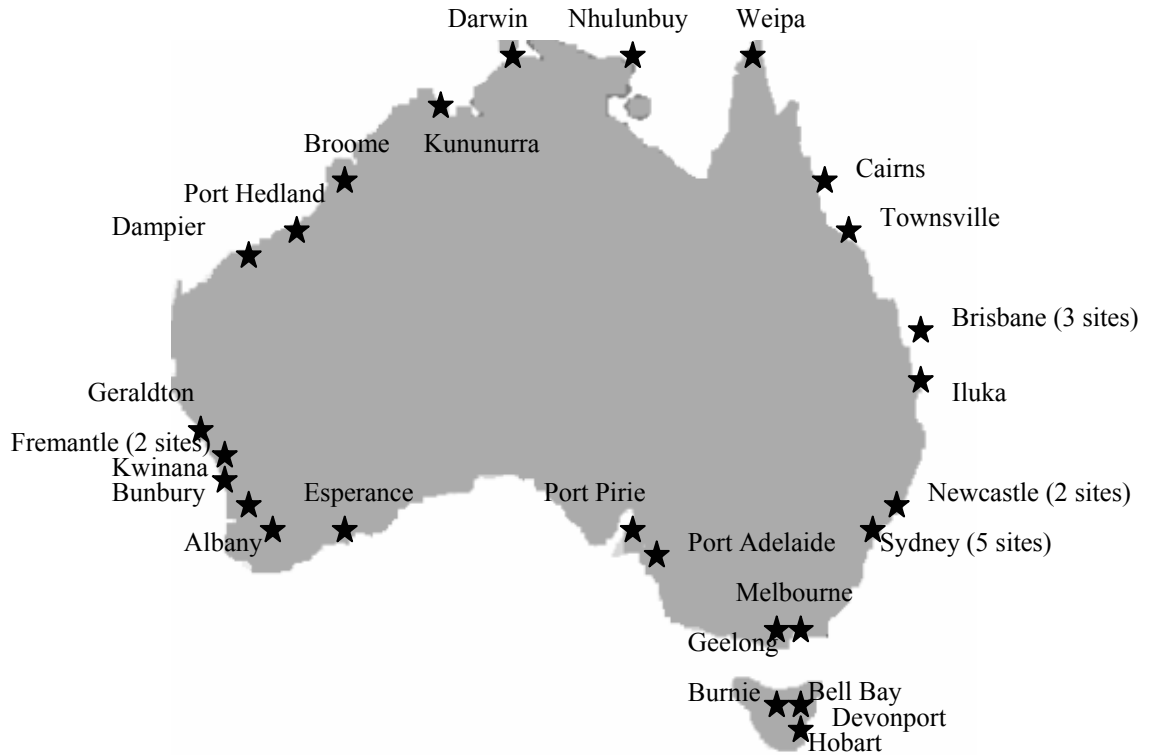 Darwin
Nhulunbuy
Weipa
Broome
Kununurra
Cairns
Port Hedland
Townsville
Dampier
Brisbane (3 sites)
Geraldton
Iluka
Fremantle (2 sites)
Kwinana
Bunbury
Esperance
Port Pirie
Newcastle (2 sites)
Albany
Port Adelaide
Sydney (5 sites)
Melbourne
Geelong
Burnie
Bell Bay
Devonport
Hobart